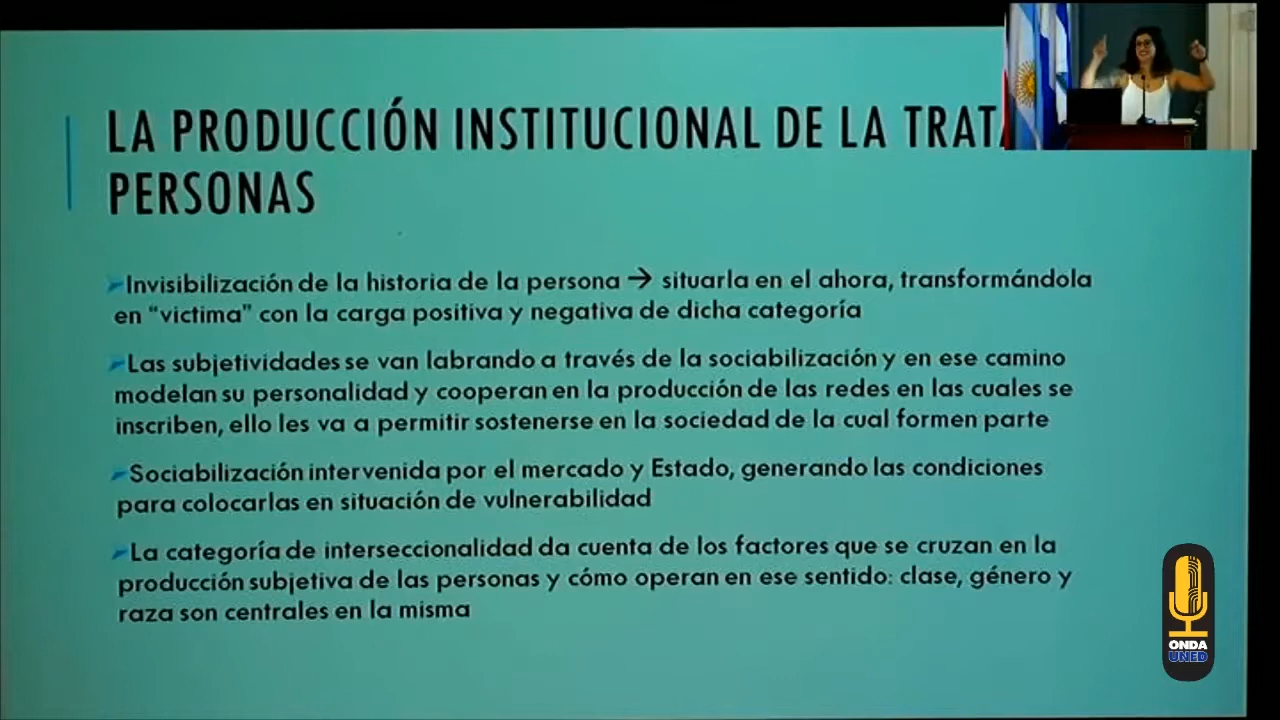 LA PRODUCCIÓN INSTITUCIONAL DE LA TRATA
PERSONAS
➢Invisibilización de la historia de la persona → situarla en el ahora, transformándola
en “victima” con la carga positiva y negativa de dicha categoría
➢Las subjetividades se van labrando a través de la sociabilización y en ese camino
modelan su personalidad y cooperan en la producción de las redes en las cuales se
inscriben, ello les va a permitir sostenerse en la sociedad de la cual formen parte
➢Sociabilización intervenida por el mercado y Estado, generando las condiciones
para colocarlas en situación de vulnerabilidad
➢La categoría de interseccionalidad da cuenta de los factores que se cruzan en la
producción subjetiva de las personas y cómo operan en ese sentido: clase, género y
raza son centrales en la misma
ONDA
UNED